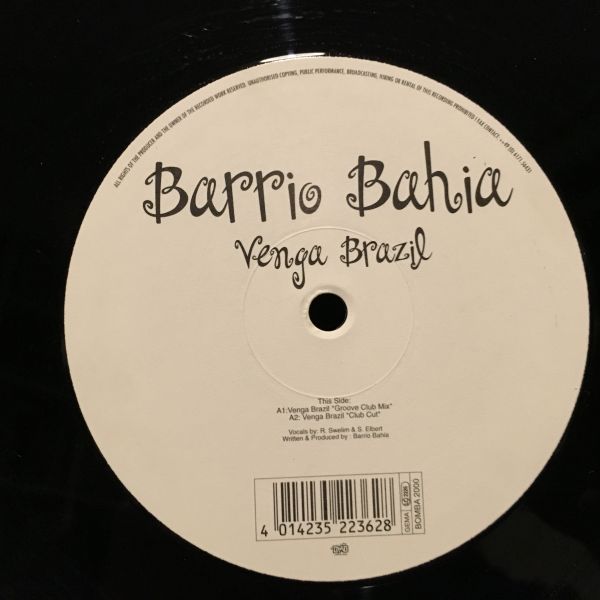 ALL RIGHTS OF THE PRODUCER AND THE OWNER OF THE RECORDED WORK RESERVED. UNAUTHORISED COPYING, PUBLIC PERFORMANCE, BROADCASTING, HIRING OR RENTAL OF THIS RECORDING PROHIBITED
Barrio Bahia
Venga Brazil
This Side:
A1:Venga Brazil "Groove Club Mix"
A2: Venga Brazil "Club Cut"
Vocals by: R. Swelim & S. Elbert
Written & Produced by : Barrio Bahia
4 014235 223628
GEMA
BOMBA 2000